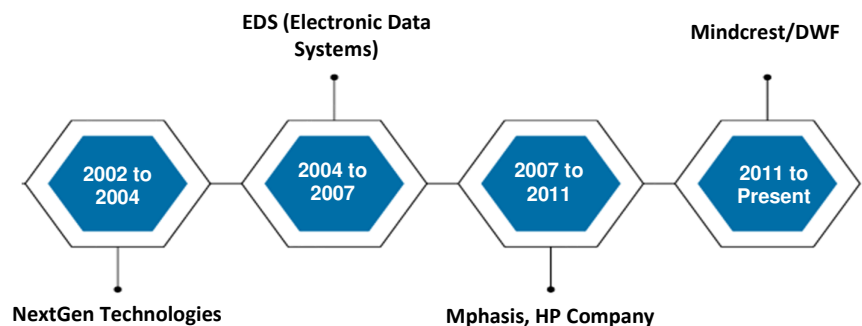 EDS (Electronic Data
Systems)
Mindcrest/DWF
2002 to
2004
2004 to
2007
2007 to
2011
2011 to
Present
NextGen Technologies
Mphasis, HP Company